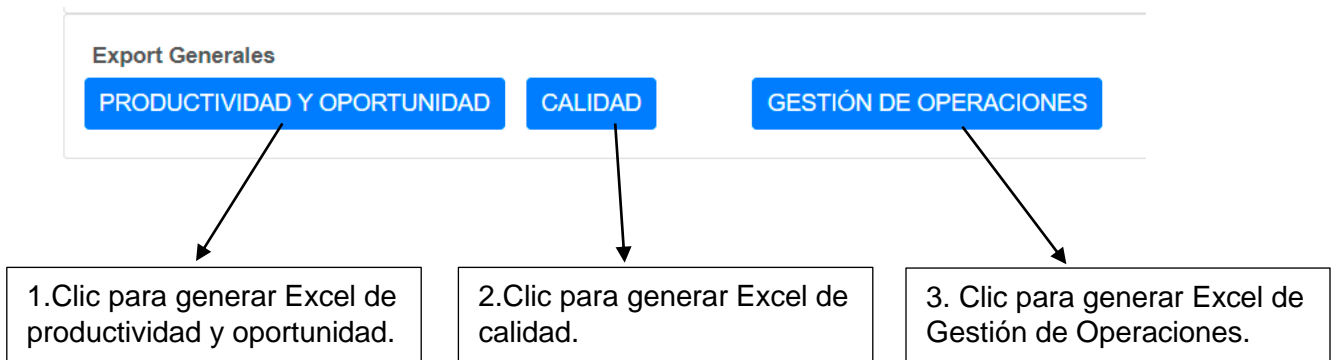 Export Generales
PRODUCTIVIDAD Y OPORTUNIDAD
CALIDAD
GESTIÓN DE OPERACIONES
1.Clic para generar Excel de
productividad y oportunidad.
2.Clic para generar Excel de
calidad.
3. Clic para generar Excel de
Gestión de Operaciones.